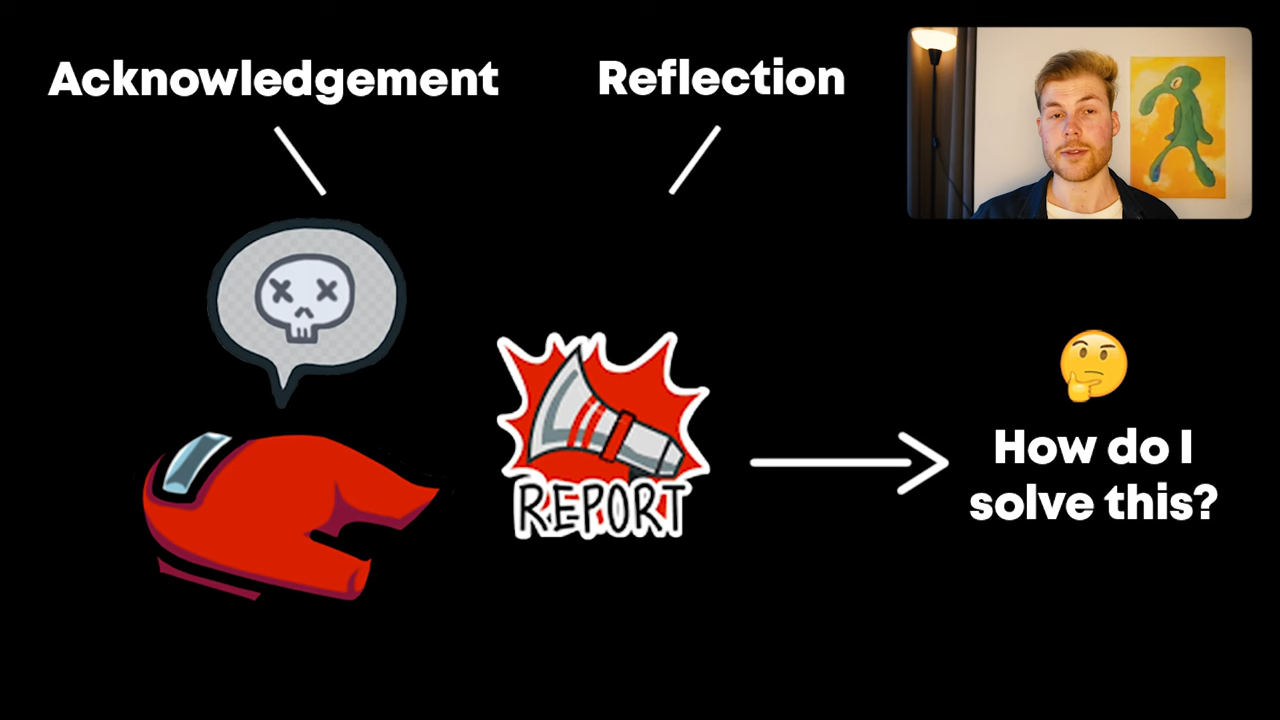 Acknowledgement
Reflection
REPORT
How do I
solve this?